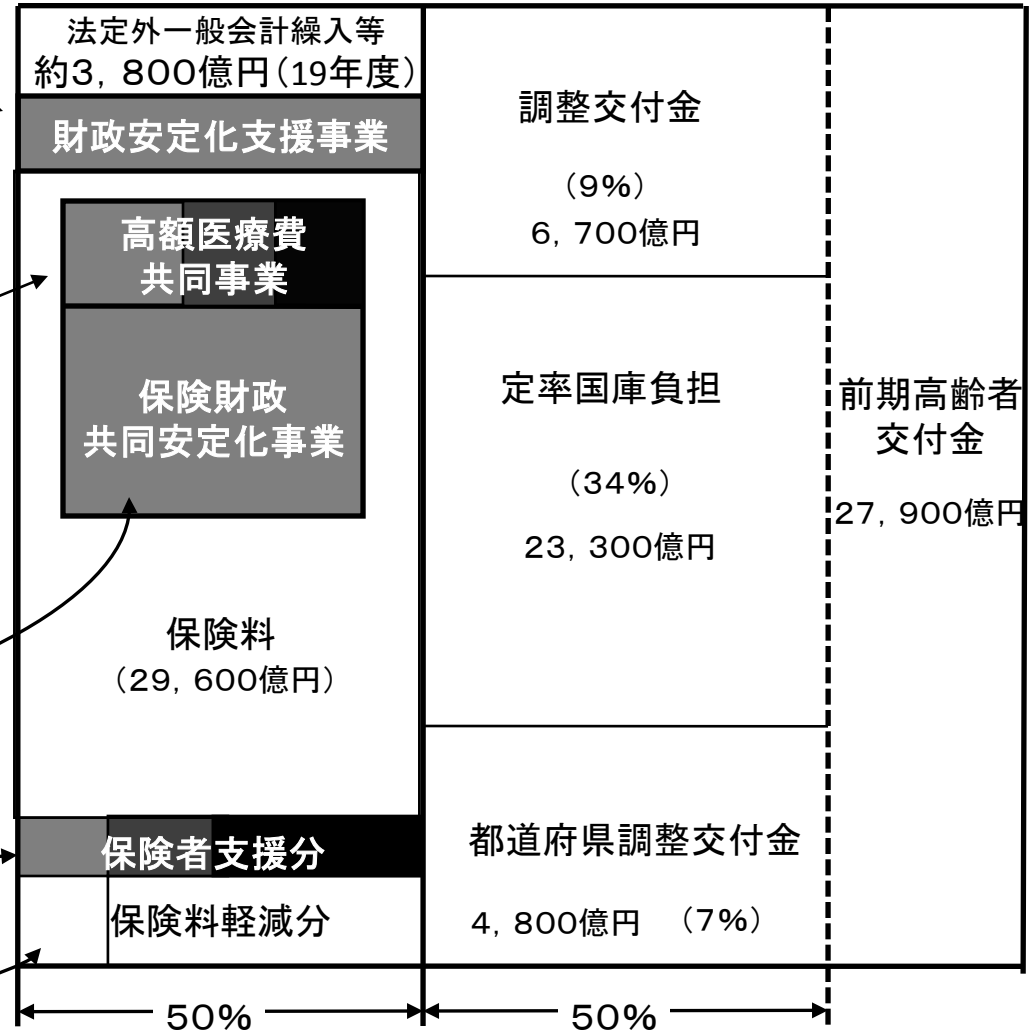 法定外一般会計繰入等
約3,800億円(19年度)
財政安定化支援事業
高額医療費
共同事業
保険財政
共同安定化事業
保険料
(29,600億円)
保険者支援分
保険料軽減分
調整交付金
(9%)
6,700億円
定率国庫負担
(34%)
23,300億円
都道府県調整交付金
4,800億円 (7%)
前期高齢者
交付金
27,900億円
50%
50%